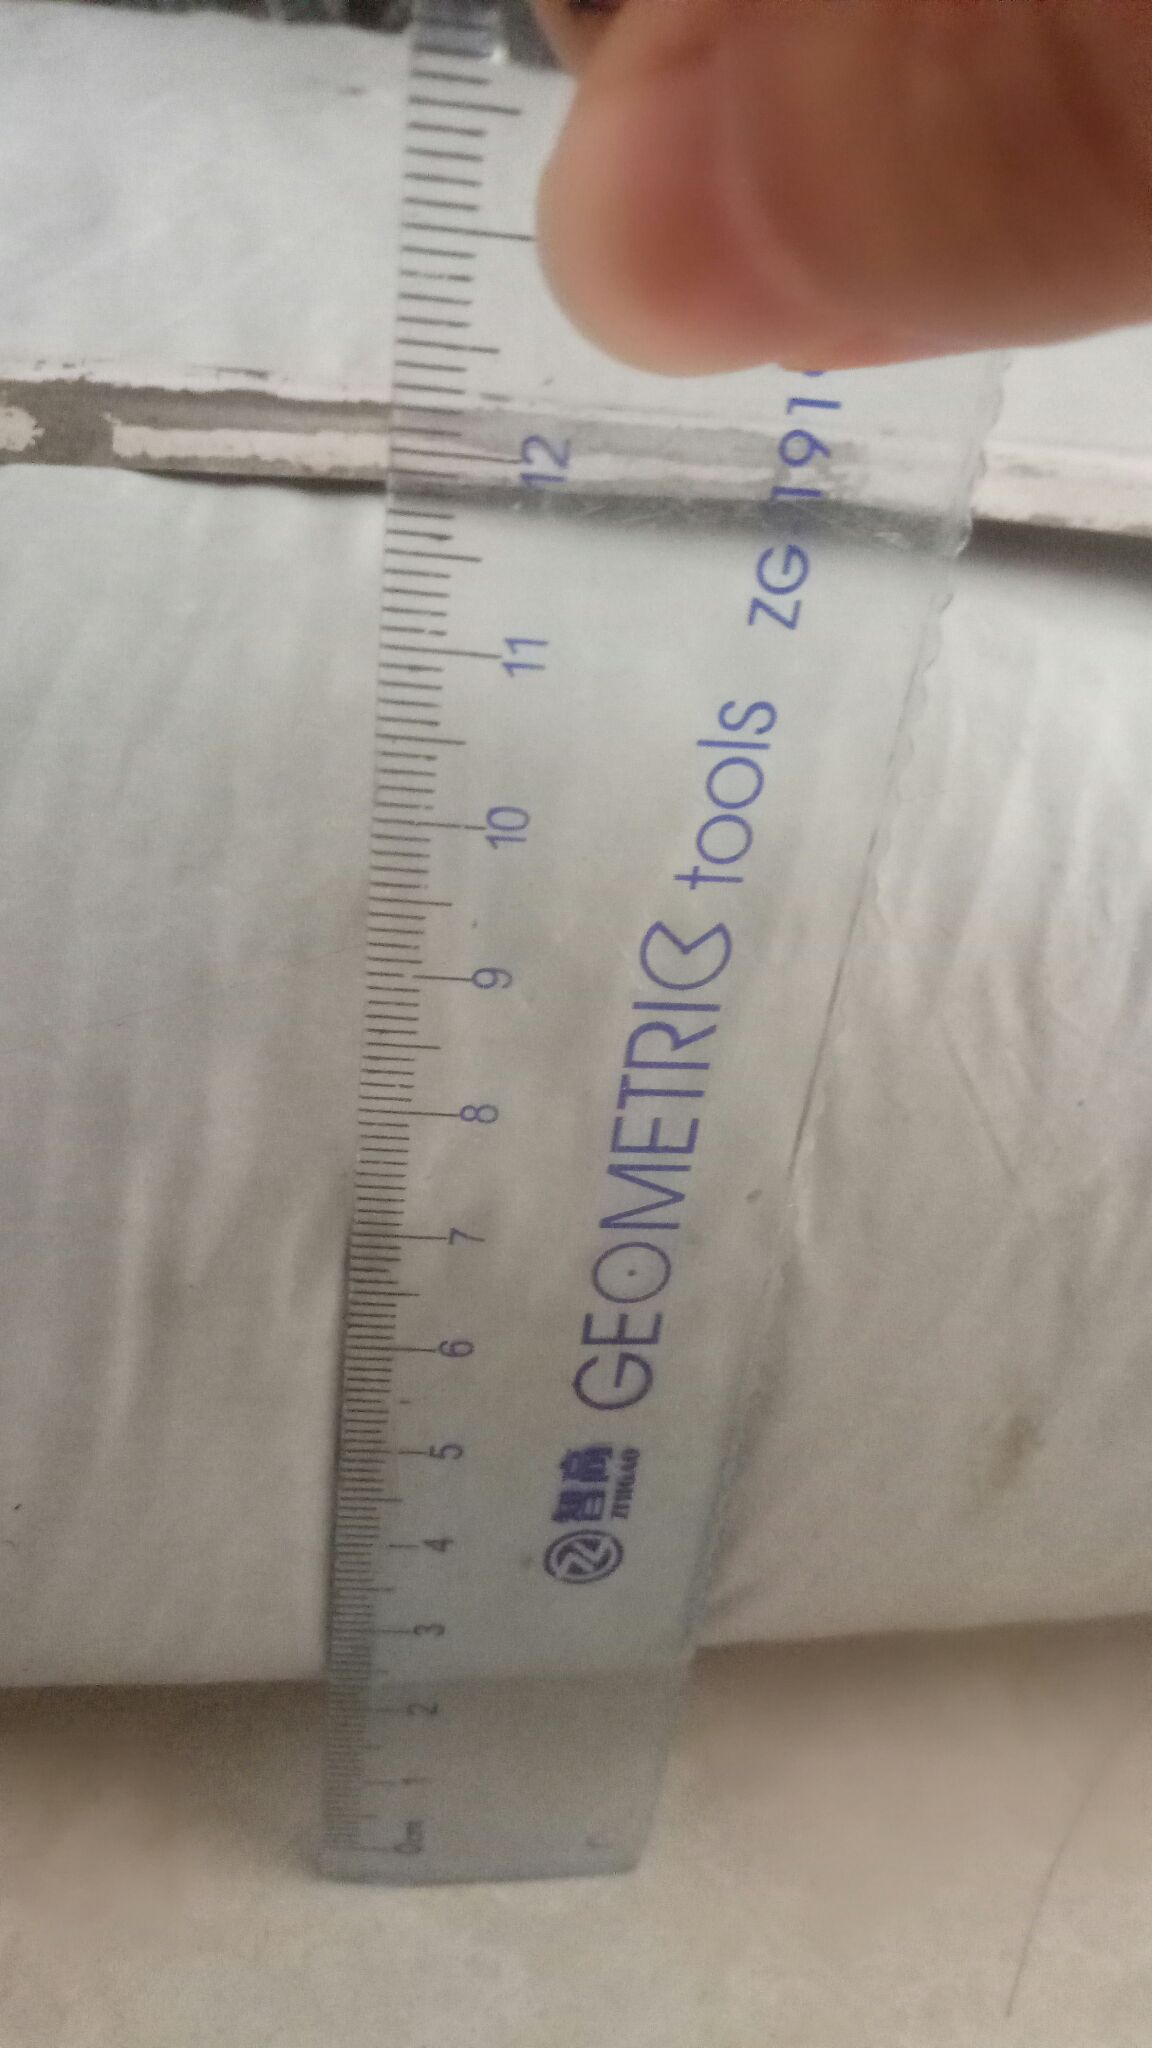 0cm 1 2 3 4 5 6 7 8 9 10 11 12
智高 GEOMETRIC tools ZG-191
ZHIGAO